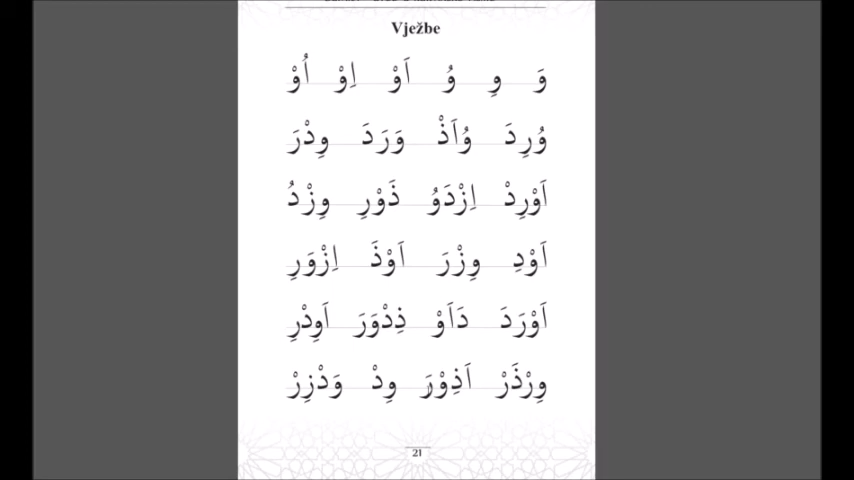 Vježbe
وَ وِ وُ اَوْ اِوْ اُوْ
وُرِدَ وُاَذْ وَرَدَ وِدْرَ
اَوْرِدْ اِزْدَوُ ذَوْرِ وِزْدُ
اَوْدِ وِزْرَ اَوْذَ اِزْوَرِ
اَوْرَدَ دَاَوْ ذِدْوَرَ اَوِدْرِ
وِرْذَرْ اَذِوْرَ وِدْ وَدْزِرْ
21